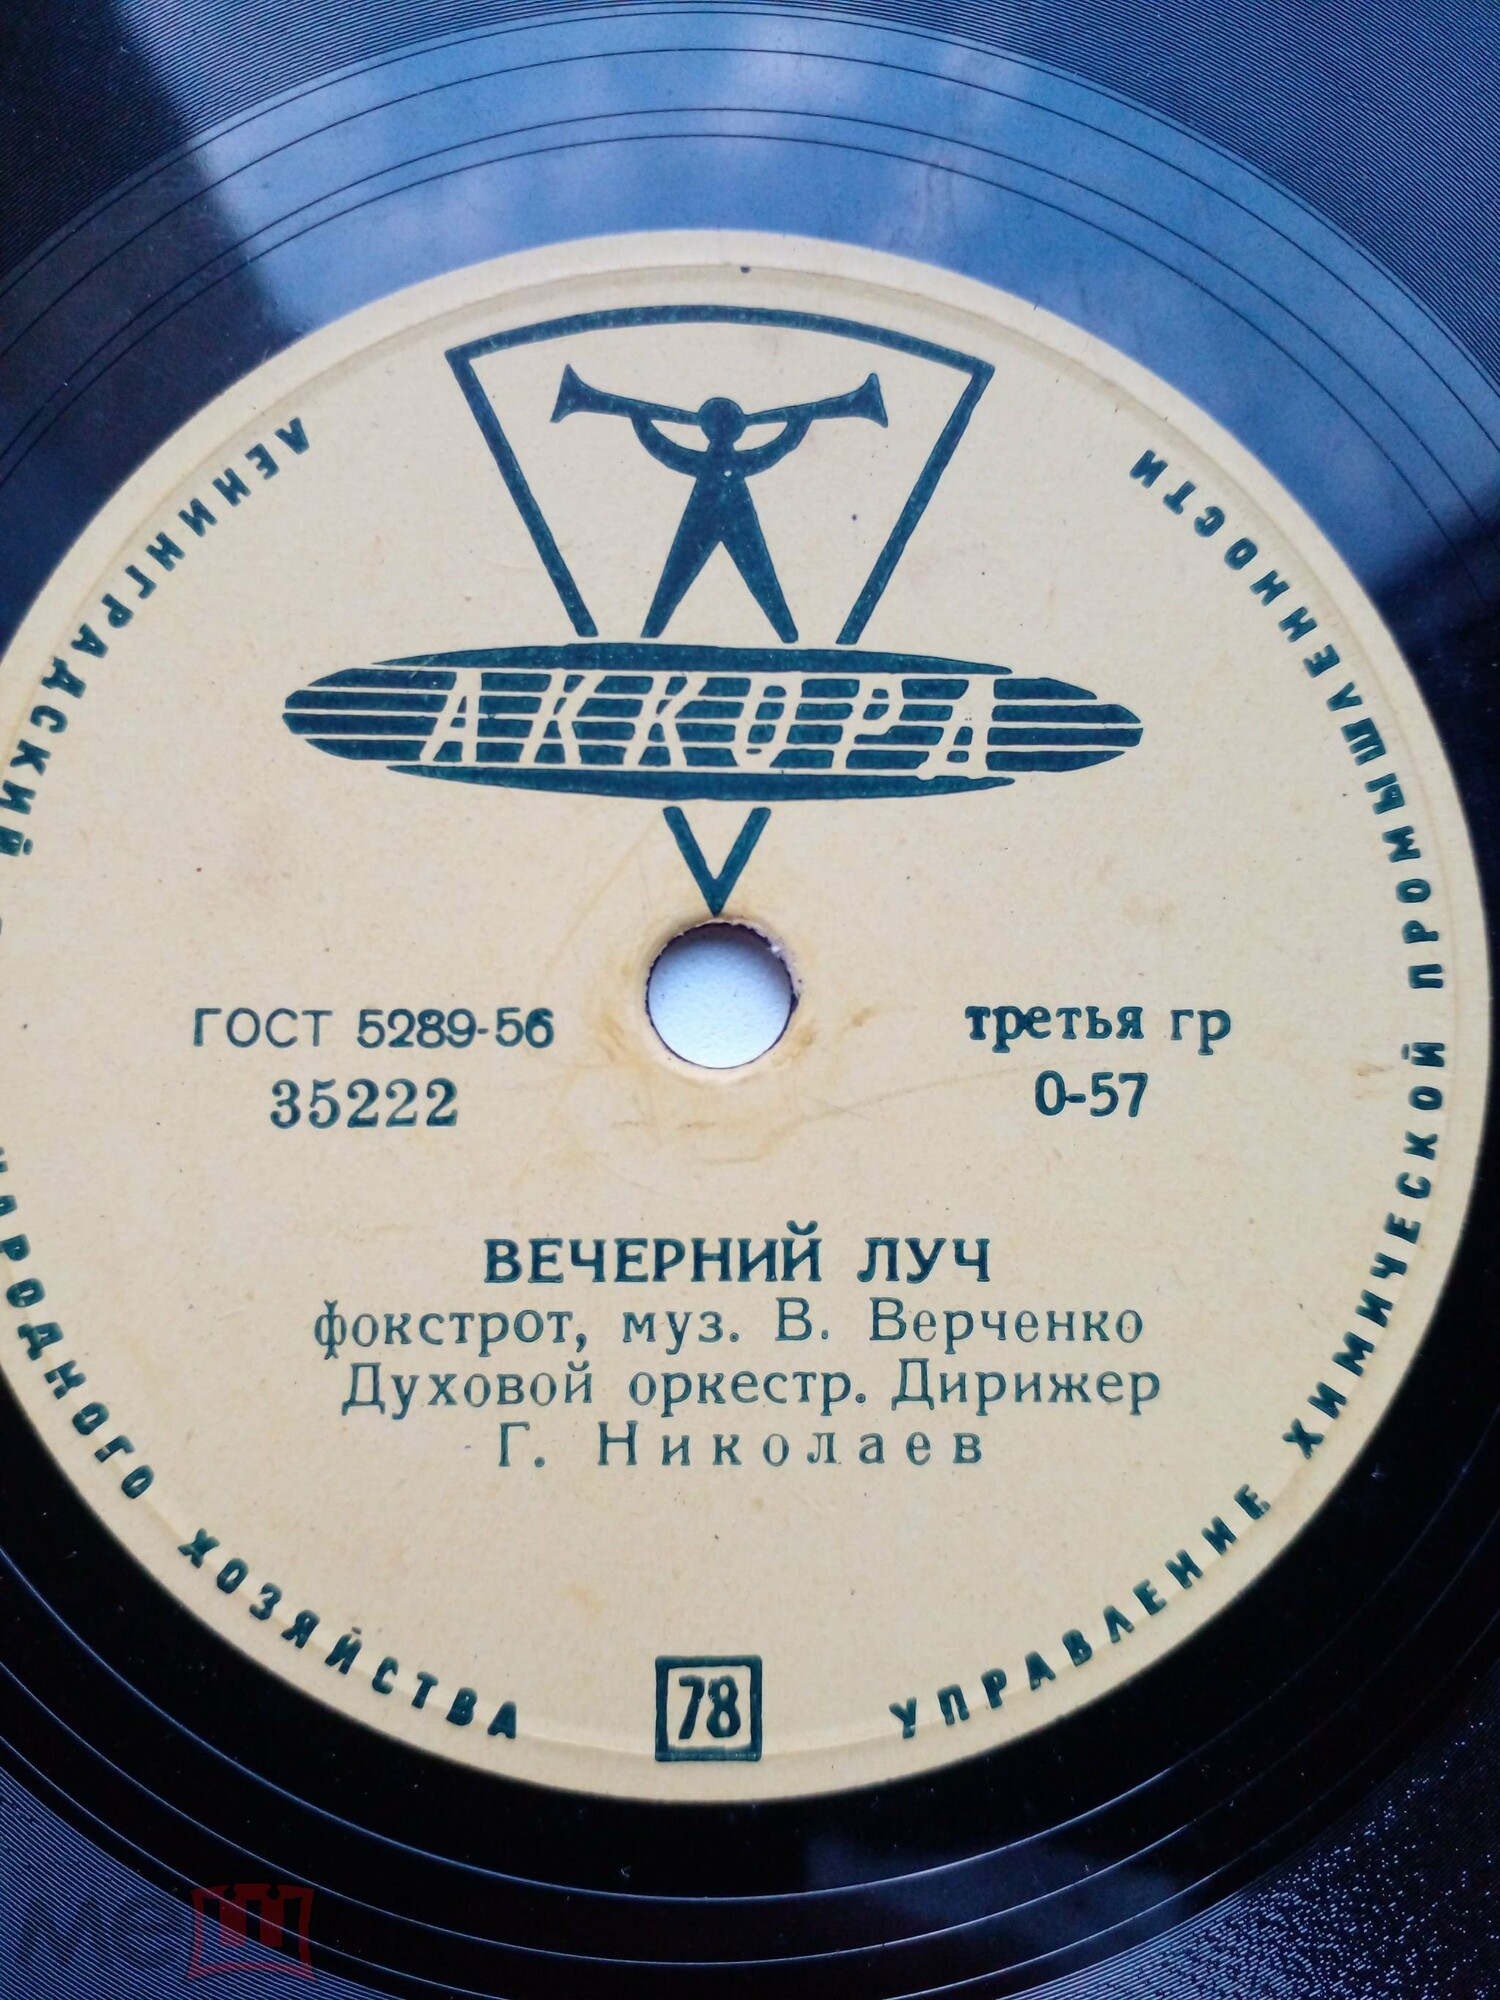 АККОРД
ГОСТ 5289-56
35222
третья гр
0-57
ВЕЧЕРНИЙ ЛУЧ
фокстрот, муз. В. Верченко
Духовой оркестр. Дирижер
Г. Николаев
78
ЛЕНИНГРАДСКИЙ
НАРОДНОГО ХОЗЯЙСТВА
УПРАВЛЕНИЕ ХИМИЧЕСКОЙ ПРОМЫШЛЕННОСТИ